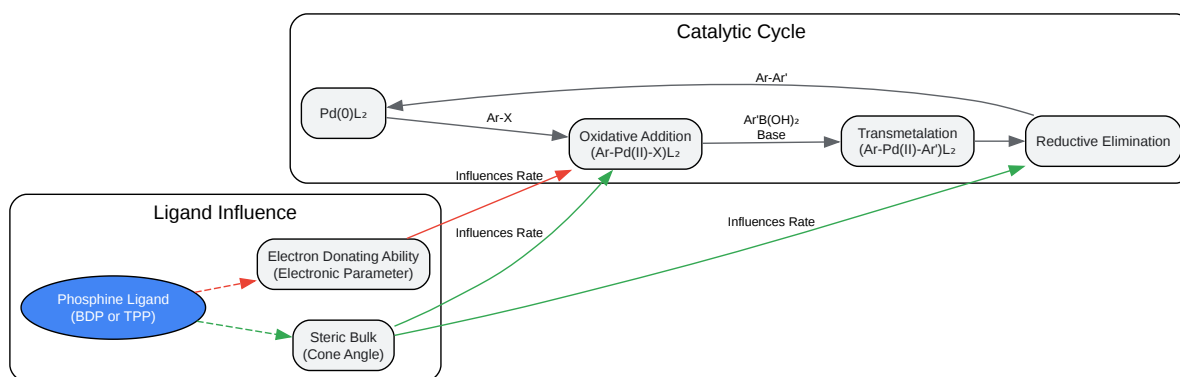 Catalytic Cycle
Ar-Ar'
Pd(0)L₂
Ar-X
Oxidative Addition
(Ar-Pd(II)-X)L₂
Ar'B(OH)₂
Base
Transmetalation
(Ar-Pd(II)-Ar')L₂
Reductive Elimination
Influences Rate
Ligand Influence
Influences Rate
Influences Rate
Electron Donating Ability
(Electronic Parameter)
Phosphine Ligand
(BDP or TPP)
Steric Bulk
(Cone Angle)